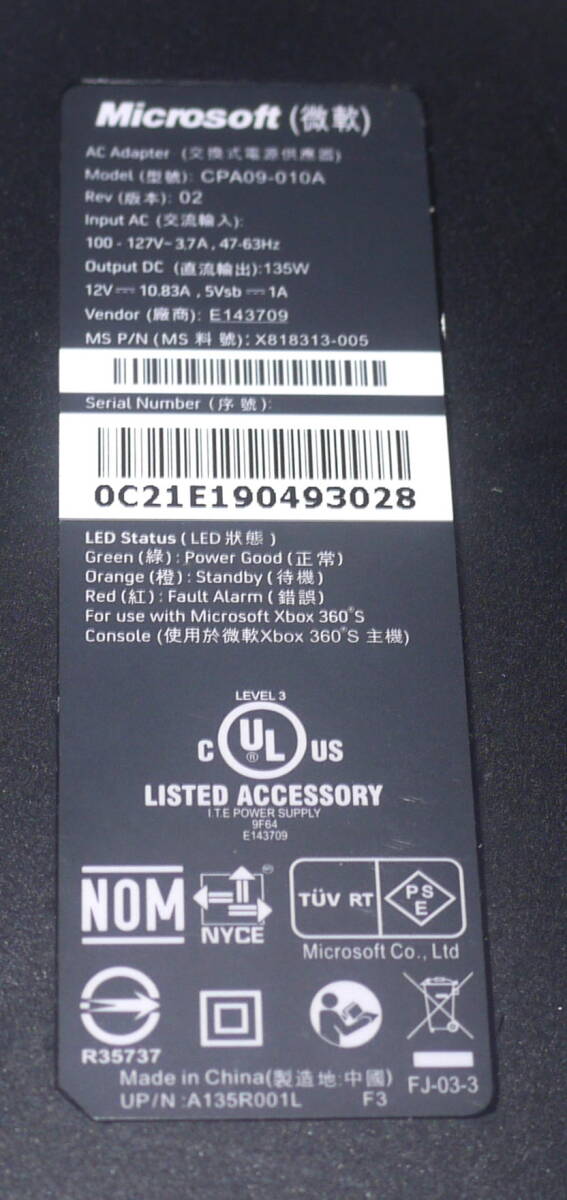 Microsoft (微軟)
AC Adapter (交換式電源供應器)
Model (型號): CPA09-010A
Rev (版本): 02
Input AC (交流輸入):
100 - 127V~3.7A, 47-63Hz
Output DC (直流輸出):135W
12V⎓10.83A, 5Vsb⎓1A
Vendor (廠商): E143709
MS P/N (MS 料 號): X818313-005
Serial Number (序 號):
0C21E190493028
LED Status ( LED 狀態 )
Green (綠) : Power Good (正常)
Orange (橙) : Standby (待機)
Red (紅) : Fault Alarm ( 錯誤)
For use with Microsoft Xbox 360®S
Console (使用於微軟Xbox 360®S 主機)
LEVEL 3
C UL ® US
LISTED ACCESSORY
I.T.E POWER SUPPLY
9F64
E143709
NOM
NYCE
TÜV RT
PS
E
Microsoft Co., Ltd
R35737
Made in China(製造地:中國)
FJ-03-3
UP/N :A135R001L F3